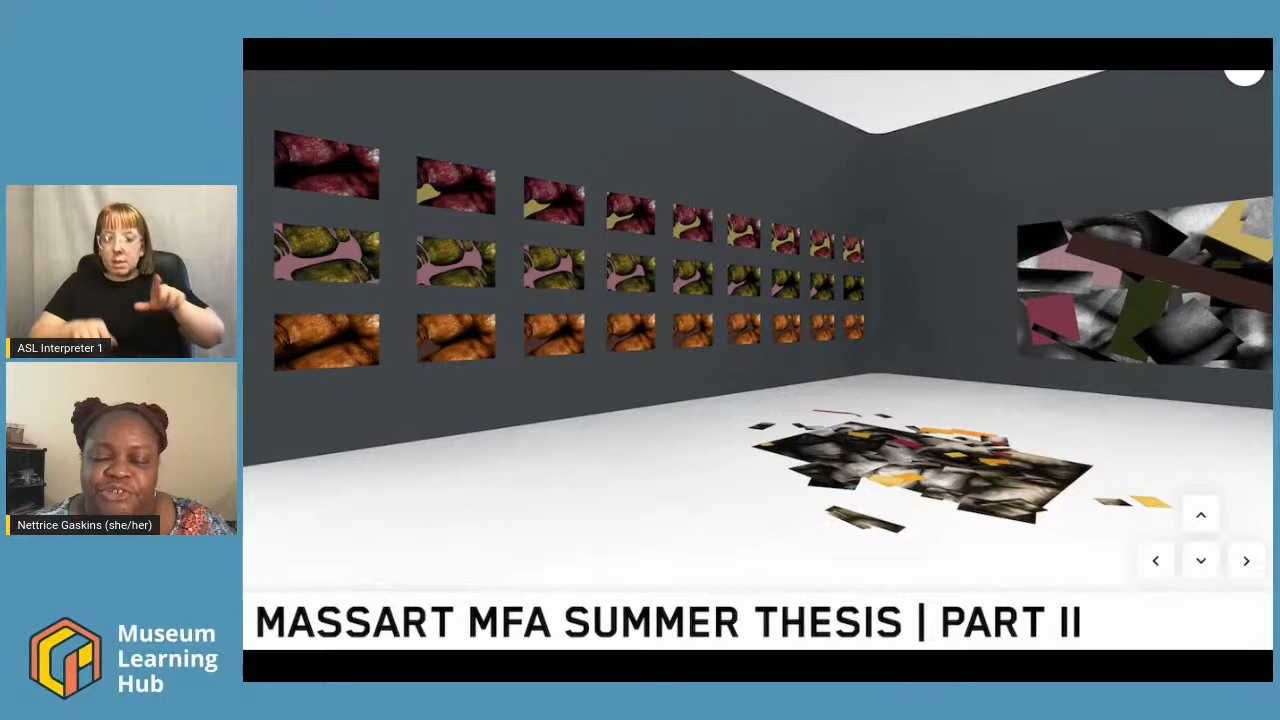 ASL Interpreter 1
Nettrice Gaskins (she/her)
Museum
Learning
Hub
MASSART MFA SUMMER THESIS | PART II